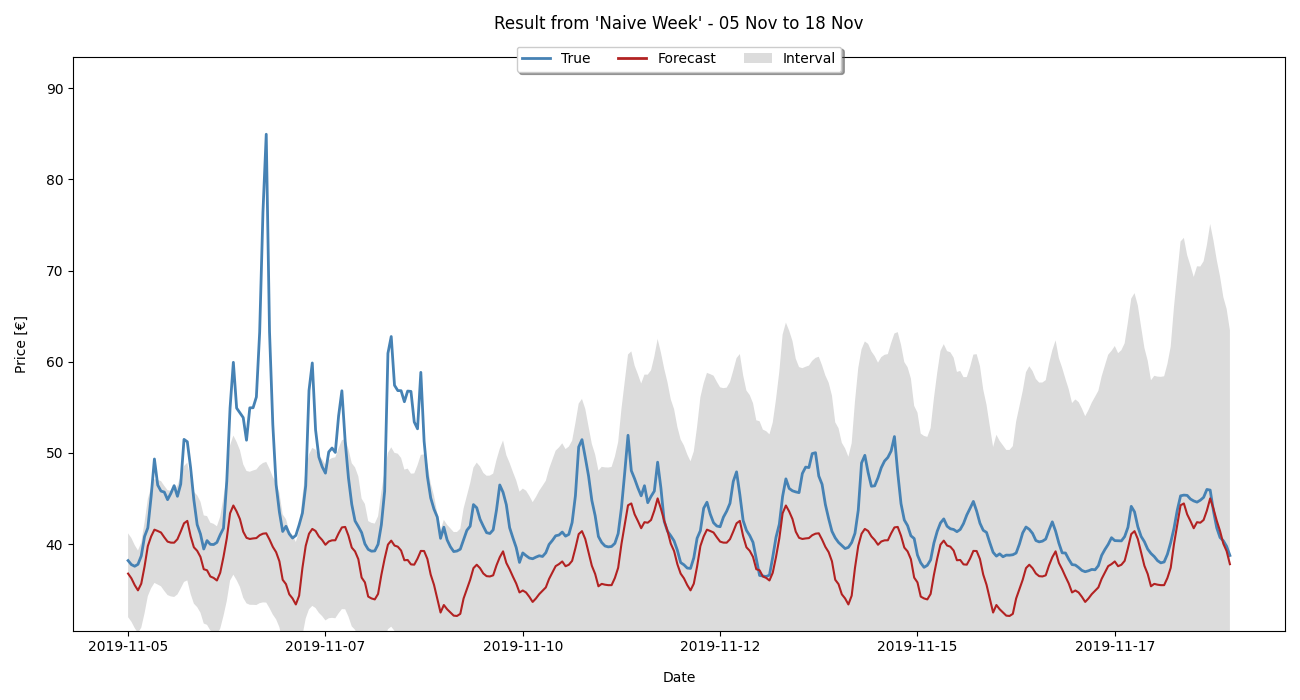 Result from 'Naive Week' - 05 Nov to 18 Nov
True Forecast Interval
90
80
70
60
50
40
Price [€]
2019-11-05 2019-11-07 2019-11-10 2019-11-12 2019-11-15 2019-11-17
Date